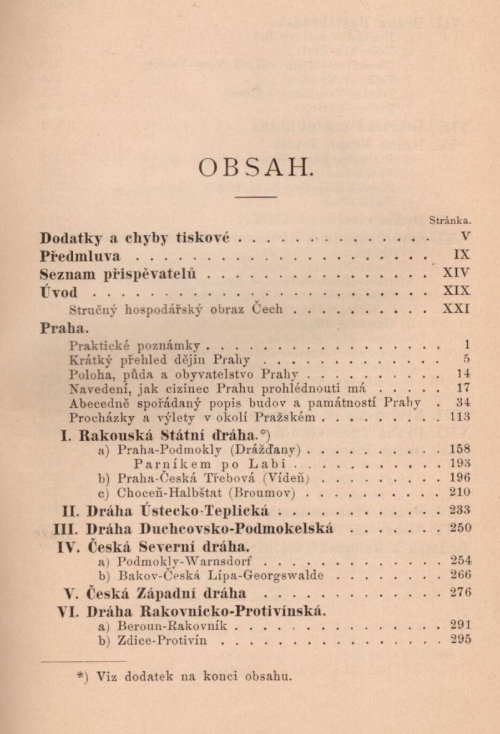 OBSAH.
Stránka.
Dodatky a chyby tiskové . . . . . . . . . . . . . . V
Předmluva . . . . . . . . . . . . . . . . . . . IX
Seznam přispěvatelů . . . . . . . . . . . . . . . XIV
Úvod . . . . . . . . . . . . . . . . . . . . . XIX
Stručný hospodářský obraz Čech . . . . . . . . . . XXI
Praha.
Praktické poznámky . . . . . . . . . . . . . . . . 1
Krátký přehled dějin Prahy . . . . . . . . . . . . 5
Poloha, půda a obyvatelstvo Prahy . . . . . . . . . 14
Navedení, jak cizinec Prahu prohlédnouti má . . . . . 17
Abecedně spořádaný popis budov a památností Prahy . 34
Procházky a výlety v okolí Pražském . . . . . . . . 113
I. Rakouská Státní dráha.*)
a) Praha-Podmokly (Drážďany) . . . . . . . . . . 158
Parníkem po Labi . . . . . . . . . . . 193
b) Praha-Česká Třebová (Vídeň) . . . . . . . . . 196
c) Choceň-Halbštat (Broumov) . . . . . . . . . . 210
II. Dráha Ústecko-Teplická . . . . . . . . . . . . 233
III. Dráha Duchcovsko-Podmokelská . . . . . . . . 250
IV. Česká Severní dráha.
a) Podmokly-Warnsdorf . . . . . . . . . . . . . 254
b) Bakov-Česká Lípa-Georgswalde . . . . . . . . 266
V. Česká Západní dráha . . . . . . . . . . . . . 276
VI. Dráha Rakovnicko-Protivínská.
a) Beroun-Rakovník . . . . . . . . . . . . . . 291
b) Zdice-Protivín . . . . . . . . . . . . . . . 295
*) Viz dodatek na konci obsahu.